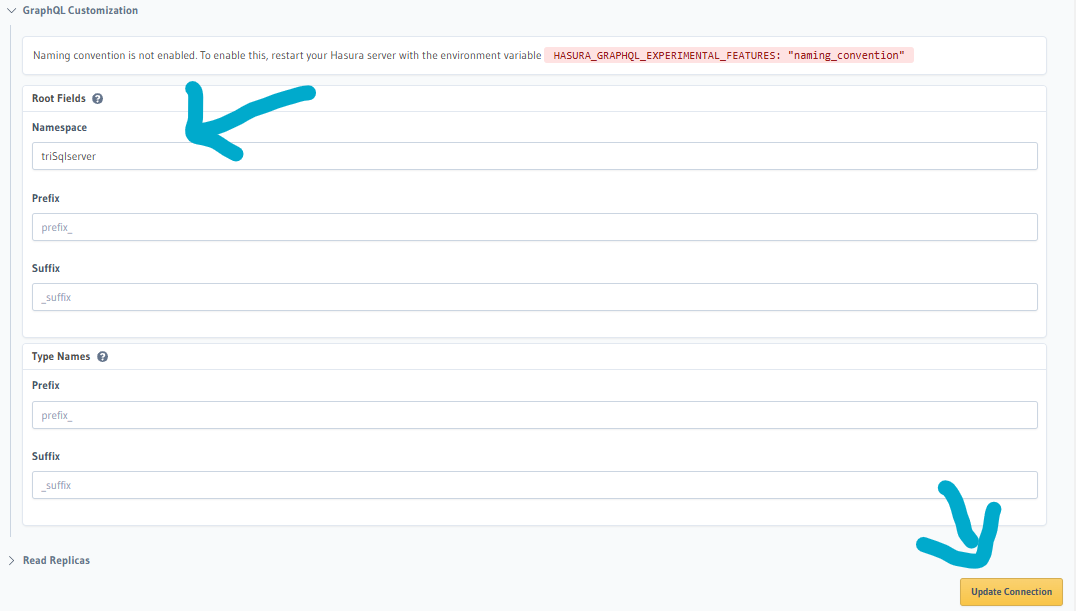 GraphQL Customization
Naming convention is not enabled. To enable this, restart your Hasura server with the environment variable HASURA_GRAPHQL_EXPERIMENTAL_FEATURES: "naming_convention"
Root Fields ?
Namespace
triSqlserver
Prefix
prefix_
Suffix
_suffix
Type Names ?
Prefix
prefix_
Suffix
_suffix
Read Replicas
Update Connection